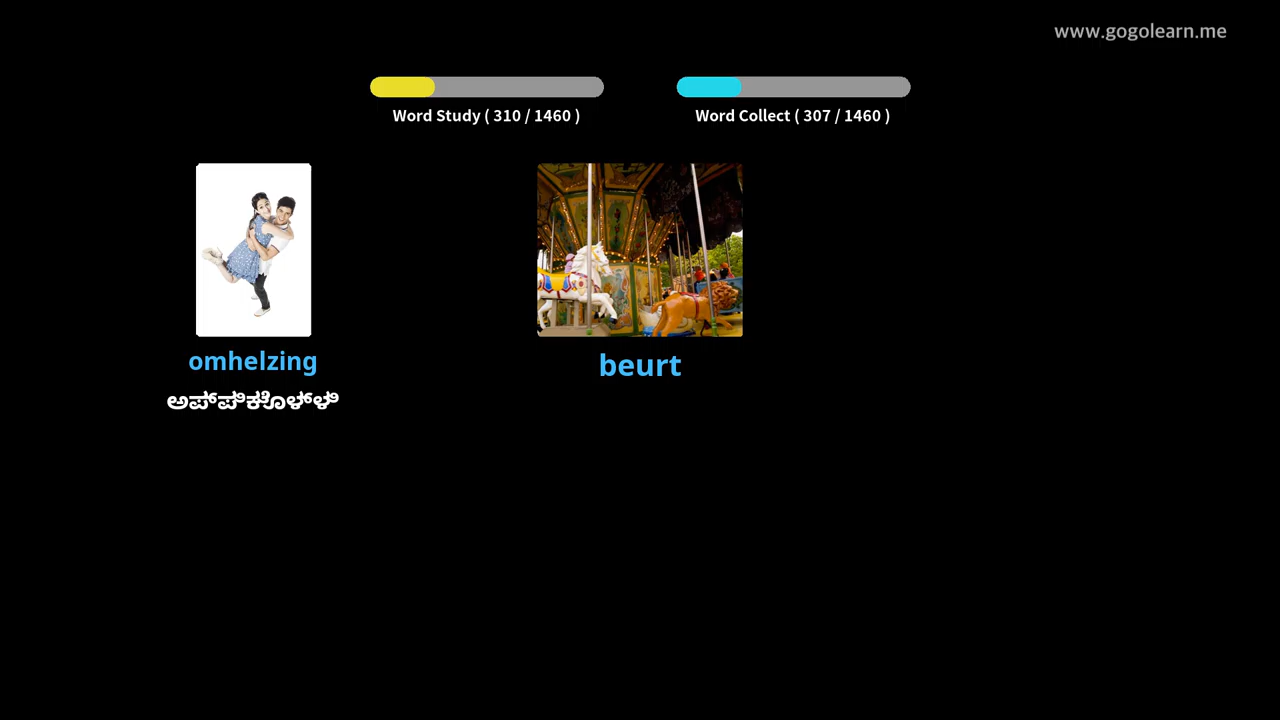 www.gogolearn.me
Word Study ( 310 / 1460 )
Word Collect ( 307 / 1460 )
omhelzing
ಅಪ್ಪಿಕೊಳ್ಳಿ
beurt